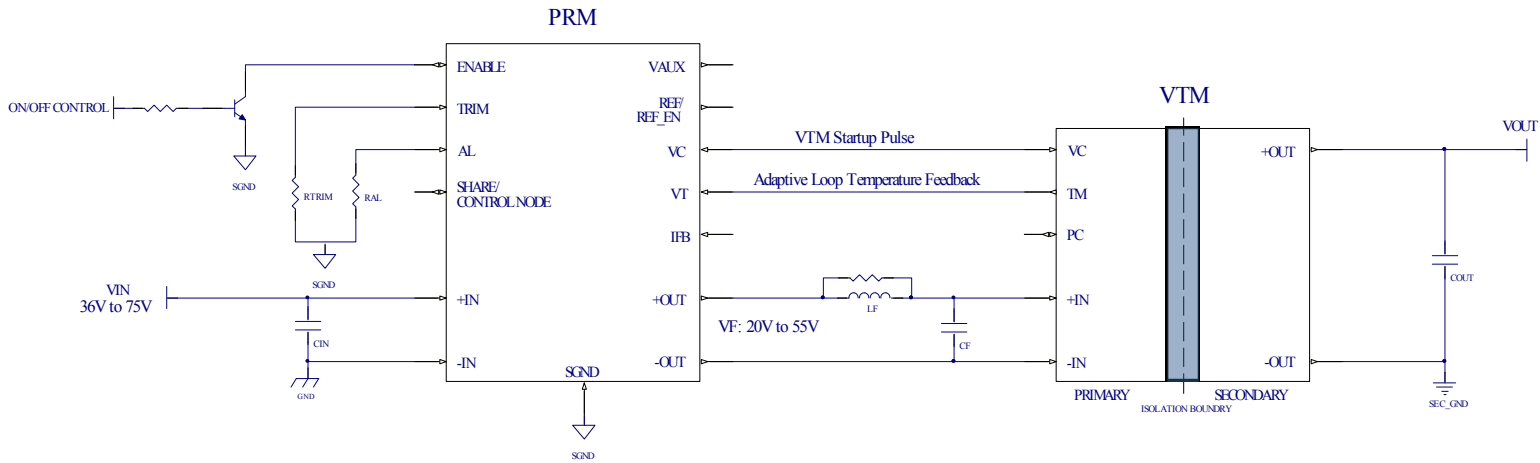 PRM
ENABLE
VAUX
ON/OFF CONTROL
TRIM
REF/
REF_EN
VTM
VOUT
SGND
AL
VC
VTM Startup Pulse
VC
+OUT
SHARE/
CONTROL NODE
VT
Adaptive Loop Temperature Feedback
TM
RTRIM
RAL
IFB
PC
SGND
COUT
VIN
36V to 75V
+IN
+OUT
LF
+IN
VF: 20V to 55V
CIN
CF
-IN
-OUT
-IN
-OUT
SGND
GND
PRIMARY
SECONDARY
ISOLATION BOUNDRY
SEC_GND
SGND